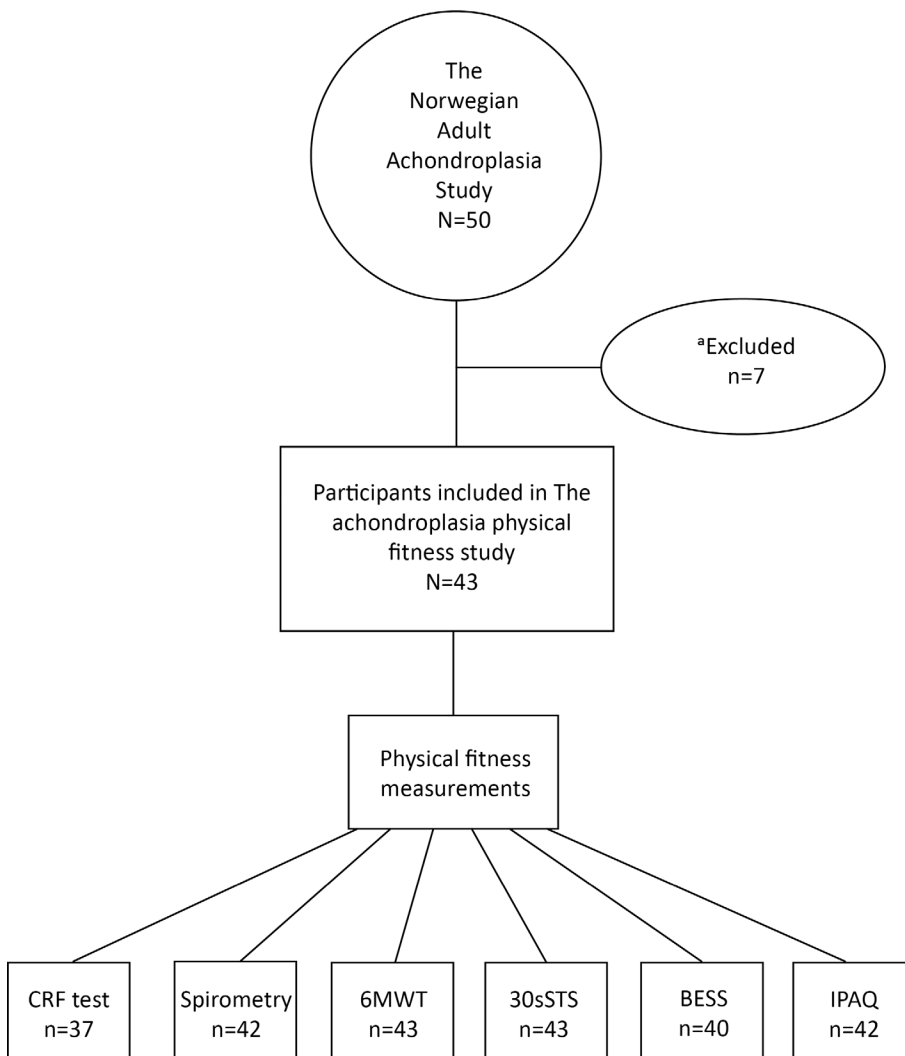 The
Norwegian
Adult
Achondroplasia
Study
N=50
ᵃExcluded
n=7
Participants included in The
achondroplasia physical
fitness study
N=43
Physical fitness
measurements
CRF test
n=37
Spirometry
n=42
6MWT
n=43
30sSTS
n=43
BESS
n=40
IPAQ
n=42